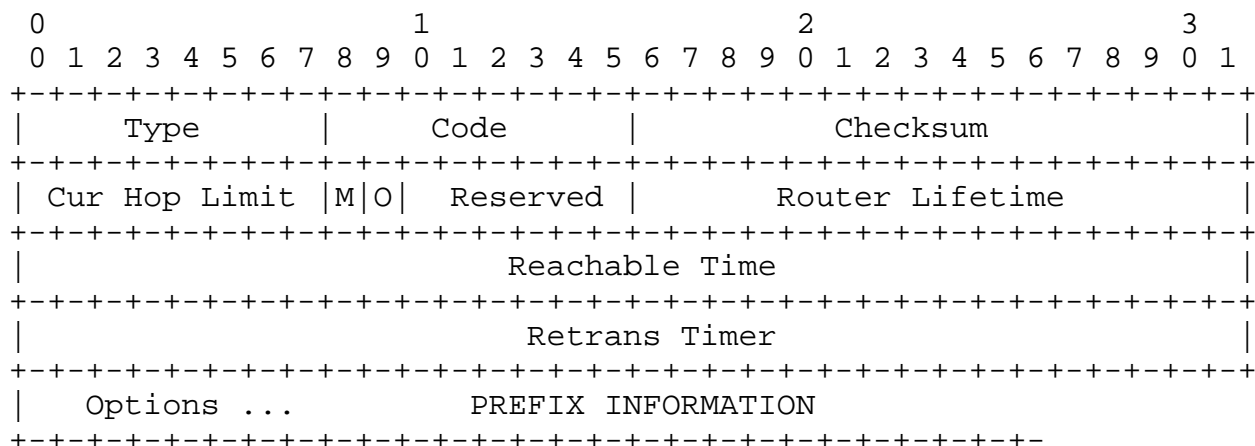 0                   1                   2                   3
0 1 2 3 4 5 6 7 8 9 0 1 2 3 4 5 6 7 8 9 0 1 2 3 4 5 6 7 8 9 0 1
+-+-+-+-+-+-+-+-+-+-+-+-+-+-+-+-+-+-+-+-+-+-+-+-+-+-+-+-+-+-+-+-+
|     Type      |     Code      |          Checksum             |
+-+-+-+-+-+-+-+-+-+-+-+-+-+-+-+-+-+-+-+-+-+-+-+-+-+-+-+-+-+-+-+-+
| Cur Hop Limit |M|O|  Reserved |       Router Lifetime         |
+-+-+-+-+-+-+-+-+-+-+-+-+-+-+-+-+-+-+-+-+-+-+-+-+-+-+-+-+-+-+-+-+
|                         Reachable Time                        |
+-+-+-+-+-+-+-+-+-+-+-+-+-+-+-+-+-+-+-+-+-+-+-+-+-+-+-+-+-+-+-+-+
|                          Retrans Timer                        |
+-+-+-+-+-+-+-+-+-+-+-+-+-+-+-+-+-+-+-+-+-+-+-+-+-+-+-+-+-+-+-+-+
|   Options ...         PREFIX INFORMATION
+-+-+-+-+-+-+-+-+-+-+-+-+-+-+-+-+-+-+-+-+-+-+-+-+-+-+-